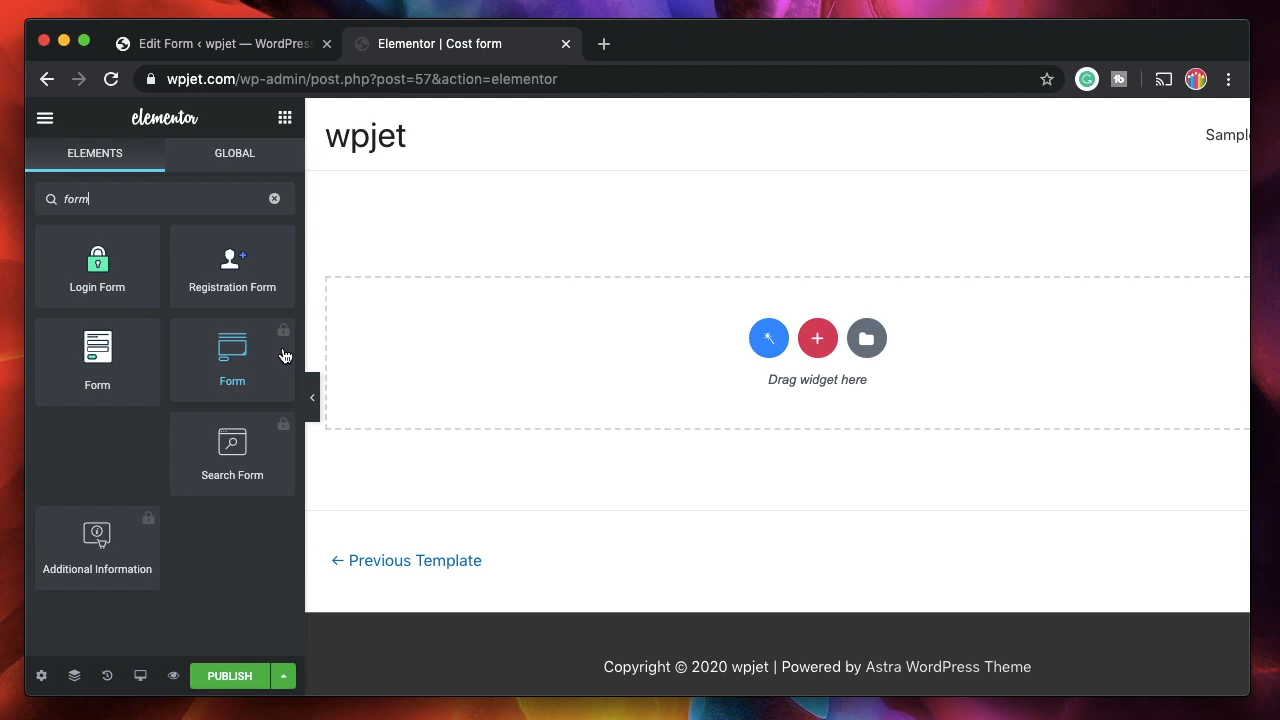 Edit Form ‹ wpjet — WordPress
Elementor | Cost form
wpjet.com/wp-admin/post.php?post=57&action=elementor
elementor
ELEMENTS
GLOBAL
form
Login Form
Registration Form
Form
Form
Search Form
Additional Information
PUBLISH
wpjet
Sample
Drag widget here
← Previous Template
Copyright © 2020 wpjet | Powered by Astra WordPress Theme